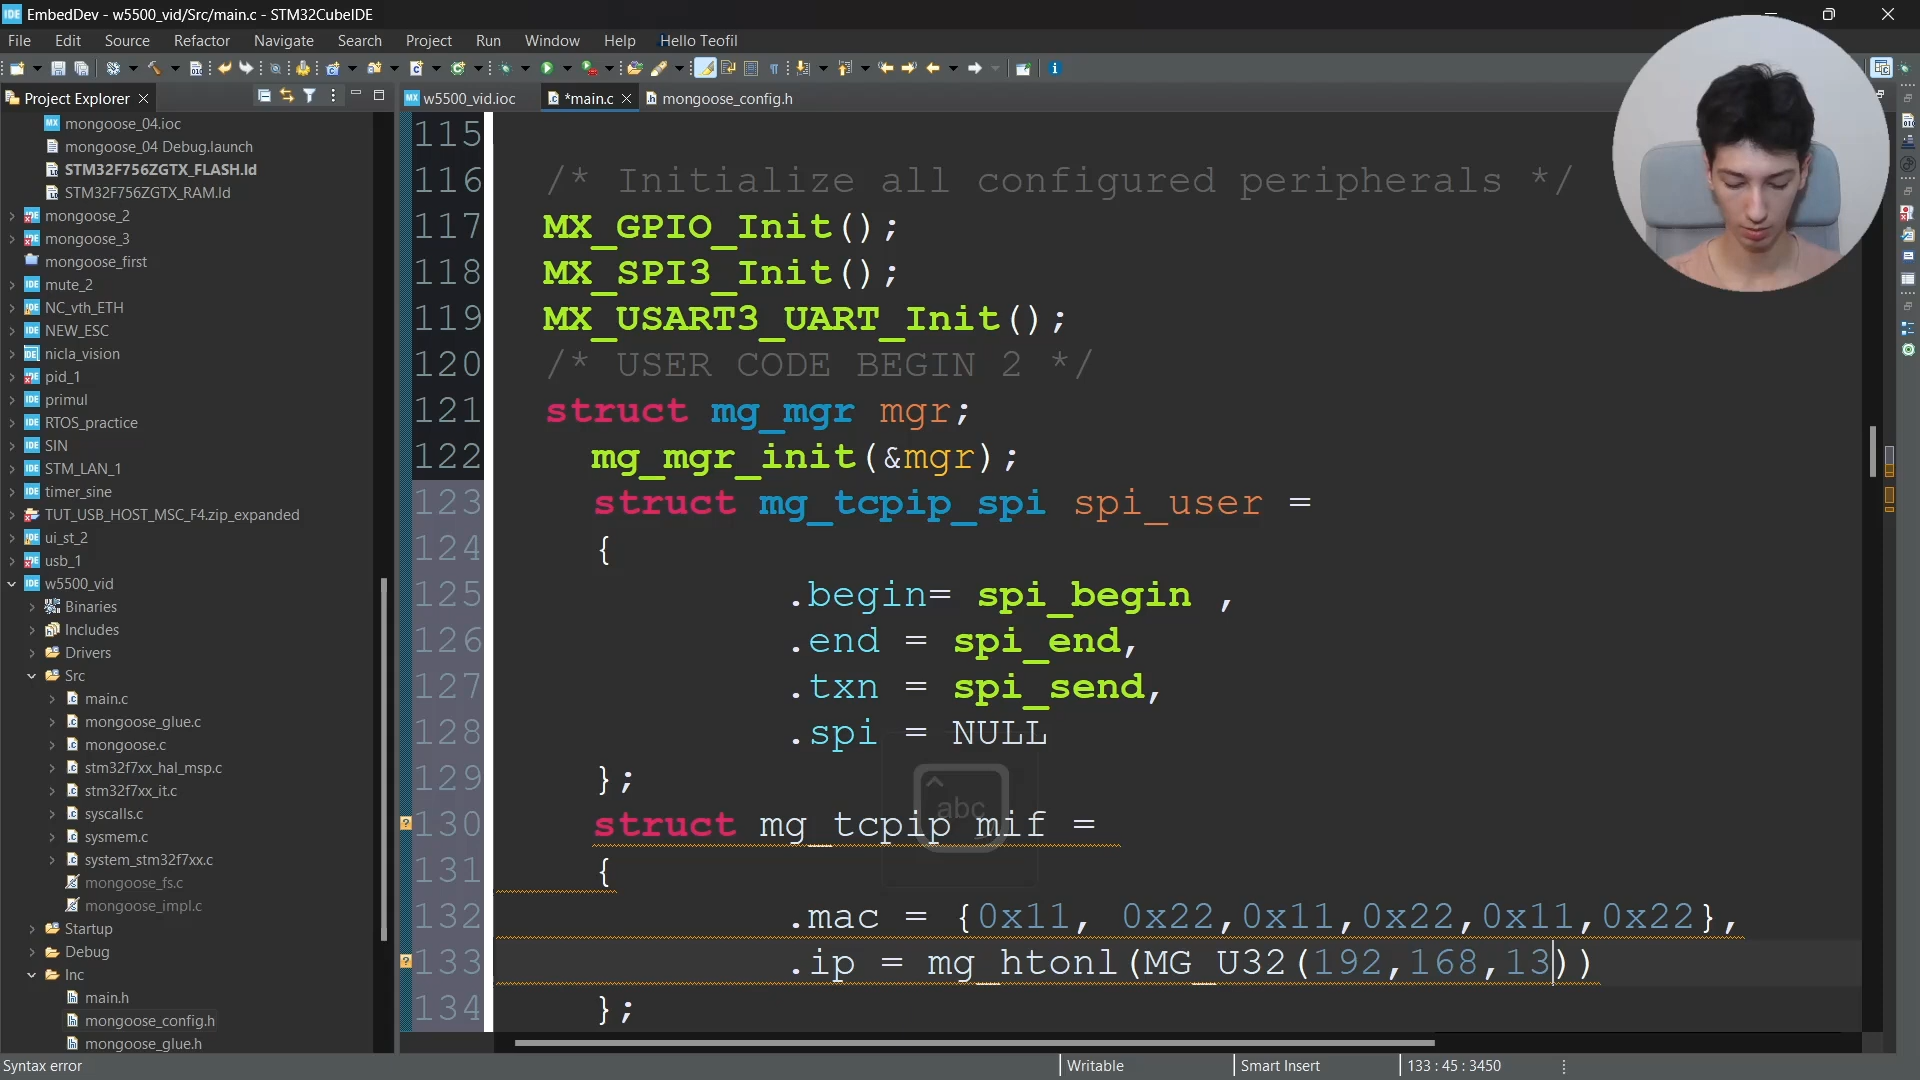 EmbedDev - w5500_vid/Src/main.c - STM32CubeIDE
File Edit Source Refactor Navigate Search Project Run Window Help Hello Teofil
Project Explorer
w5500_vid.ioc *main.c mongoose_config.h
mongoose_04.ioc
mongoose_04 Debug.launch
STM32F756ZGTX_FLASH.ld
STM32F756ZGTX_RAM.ld
mongoose_2
mongoose_3
mongoose_first
mute_2
NC_vth_ETH
NEW_ESC
nicla_vision
pid_1
primul
RTOS_practice
SIN
STM_LAN_1
timer_sine
TUT_USB_HOST_MSC_F4.zip_expanded
ui_st_2
usb_1
w5500_vid
Binaries
Includes
Drivers
Src
main.c
mongoose_glue.c
mongoose.c
stm32f7xx_hal_msp.c
stm32f7xx_it.c
syscalls.c
sysmem.c
system_stm32f7xx.c
mongoose_fs.c
mongoose_impl.c
Startup
Debug
Inc
main.h
mongoose_config.h
mongoose_glue.h
115
116 /* Initialize all configured peripherals */
117 MX_GPIO_Init();
118 MX_SPI3_Init();
119 MX_USART3_UART_Init();
120 /* USER CODE BEGIN 2 */
121 struct mg_mgr mgr;
122 mg_mgr_init(&mgr);
123 struct mg_tcpip_spi spi_user =
124 {
125 .begin= spi_begin ,
126 .end = spi_end,
127 .txn = spi_send,
128 .spi = NULL
129 };
130 struct mg_tcpip mif =
131 {
132 .mac = {0x11, 0x22,0x11,0x22,0x11,0x22},
133 .ip = mg_htonl(MG_U32(192,168,13))
134 };
abc
Syntax error Writable Smart Insert 133 : 45 : 3450